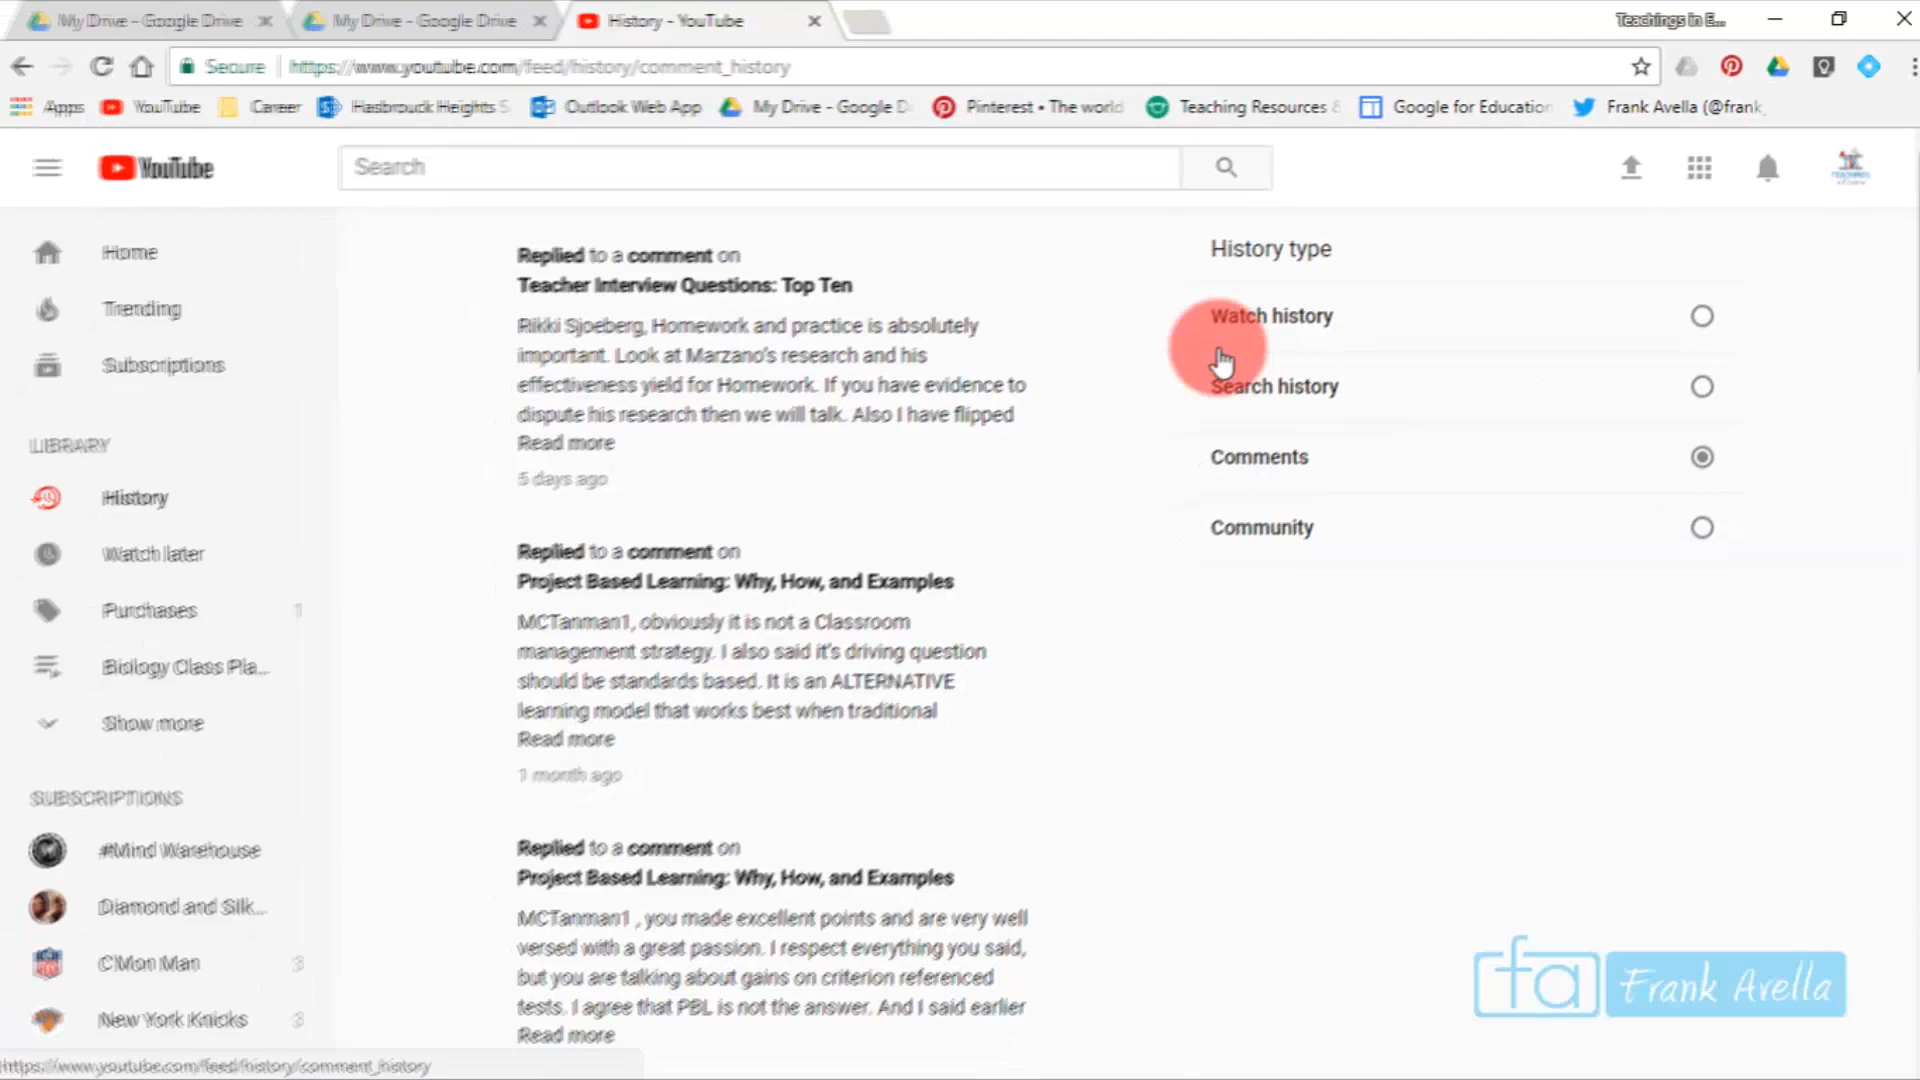 My Drive - Google Drive
My Drive - Google Drive
History - YouTube
Teachings in E...
Secure
https://www.youtube.com/feed/history/comment_history
Apps
YouTube
Career
Hasbrouck Heights S
Outlook Web App
My Drive - Google D
Pinterest • The world
Teaching Resources &
Google for Education
Frank Avella (@frank_
YouTube
Search
Home
Trending
Subscriptions
LIBRARY
History
Watch later
Purchases 1
Biology Class Pla...
Show more
SUBSCRIPTIONS
#Mind Warehouse
Diamond and Silk...
C'Mon Man 3
New York Knicks 3
Replied to a comment on
Teacher Interview Questions: Top Ten
Rikki Sjoeberg, Homework and practice is absolutely
important. Look at Marzano's research and his
effectiveness yield for Homework. If you have evidence to
dispute his research then we will talk. Also I have flipped
Read more
5 days ago
Replied to a comment on
Project Based Learning: Why, How, and Examples
MCTanman1, obviously it is not a Classroom
management strategy. I also said it's driving question
should be standards based. It is an ALTERNATIVE
learning model that works best when traditional
Read more
1 month ago
Replied to a comment on
Project Based Learning: Why, How, and Examples
MCTanman1 , you made excellent points and are very well
versed with a great passion. I respect everything you said,
but you are talking about gains on criterion referenced
tests. I agree that PBL is not the answer. And I said earlier
Read more
History type
Watch history
Search history
Comments
Community
fa Frank Avella
https://www.youtube.com/feed/history/comment_history